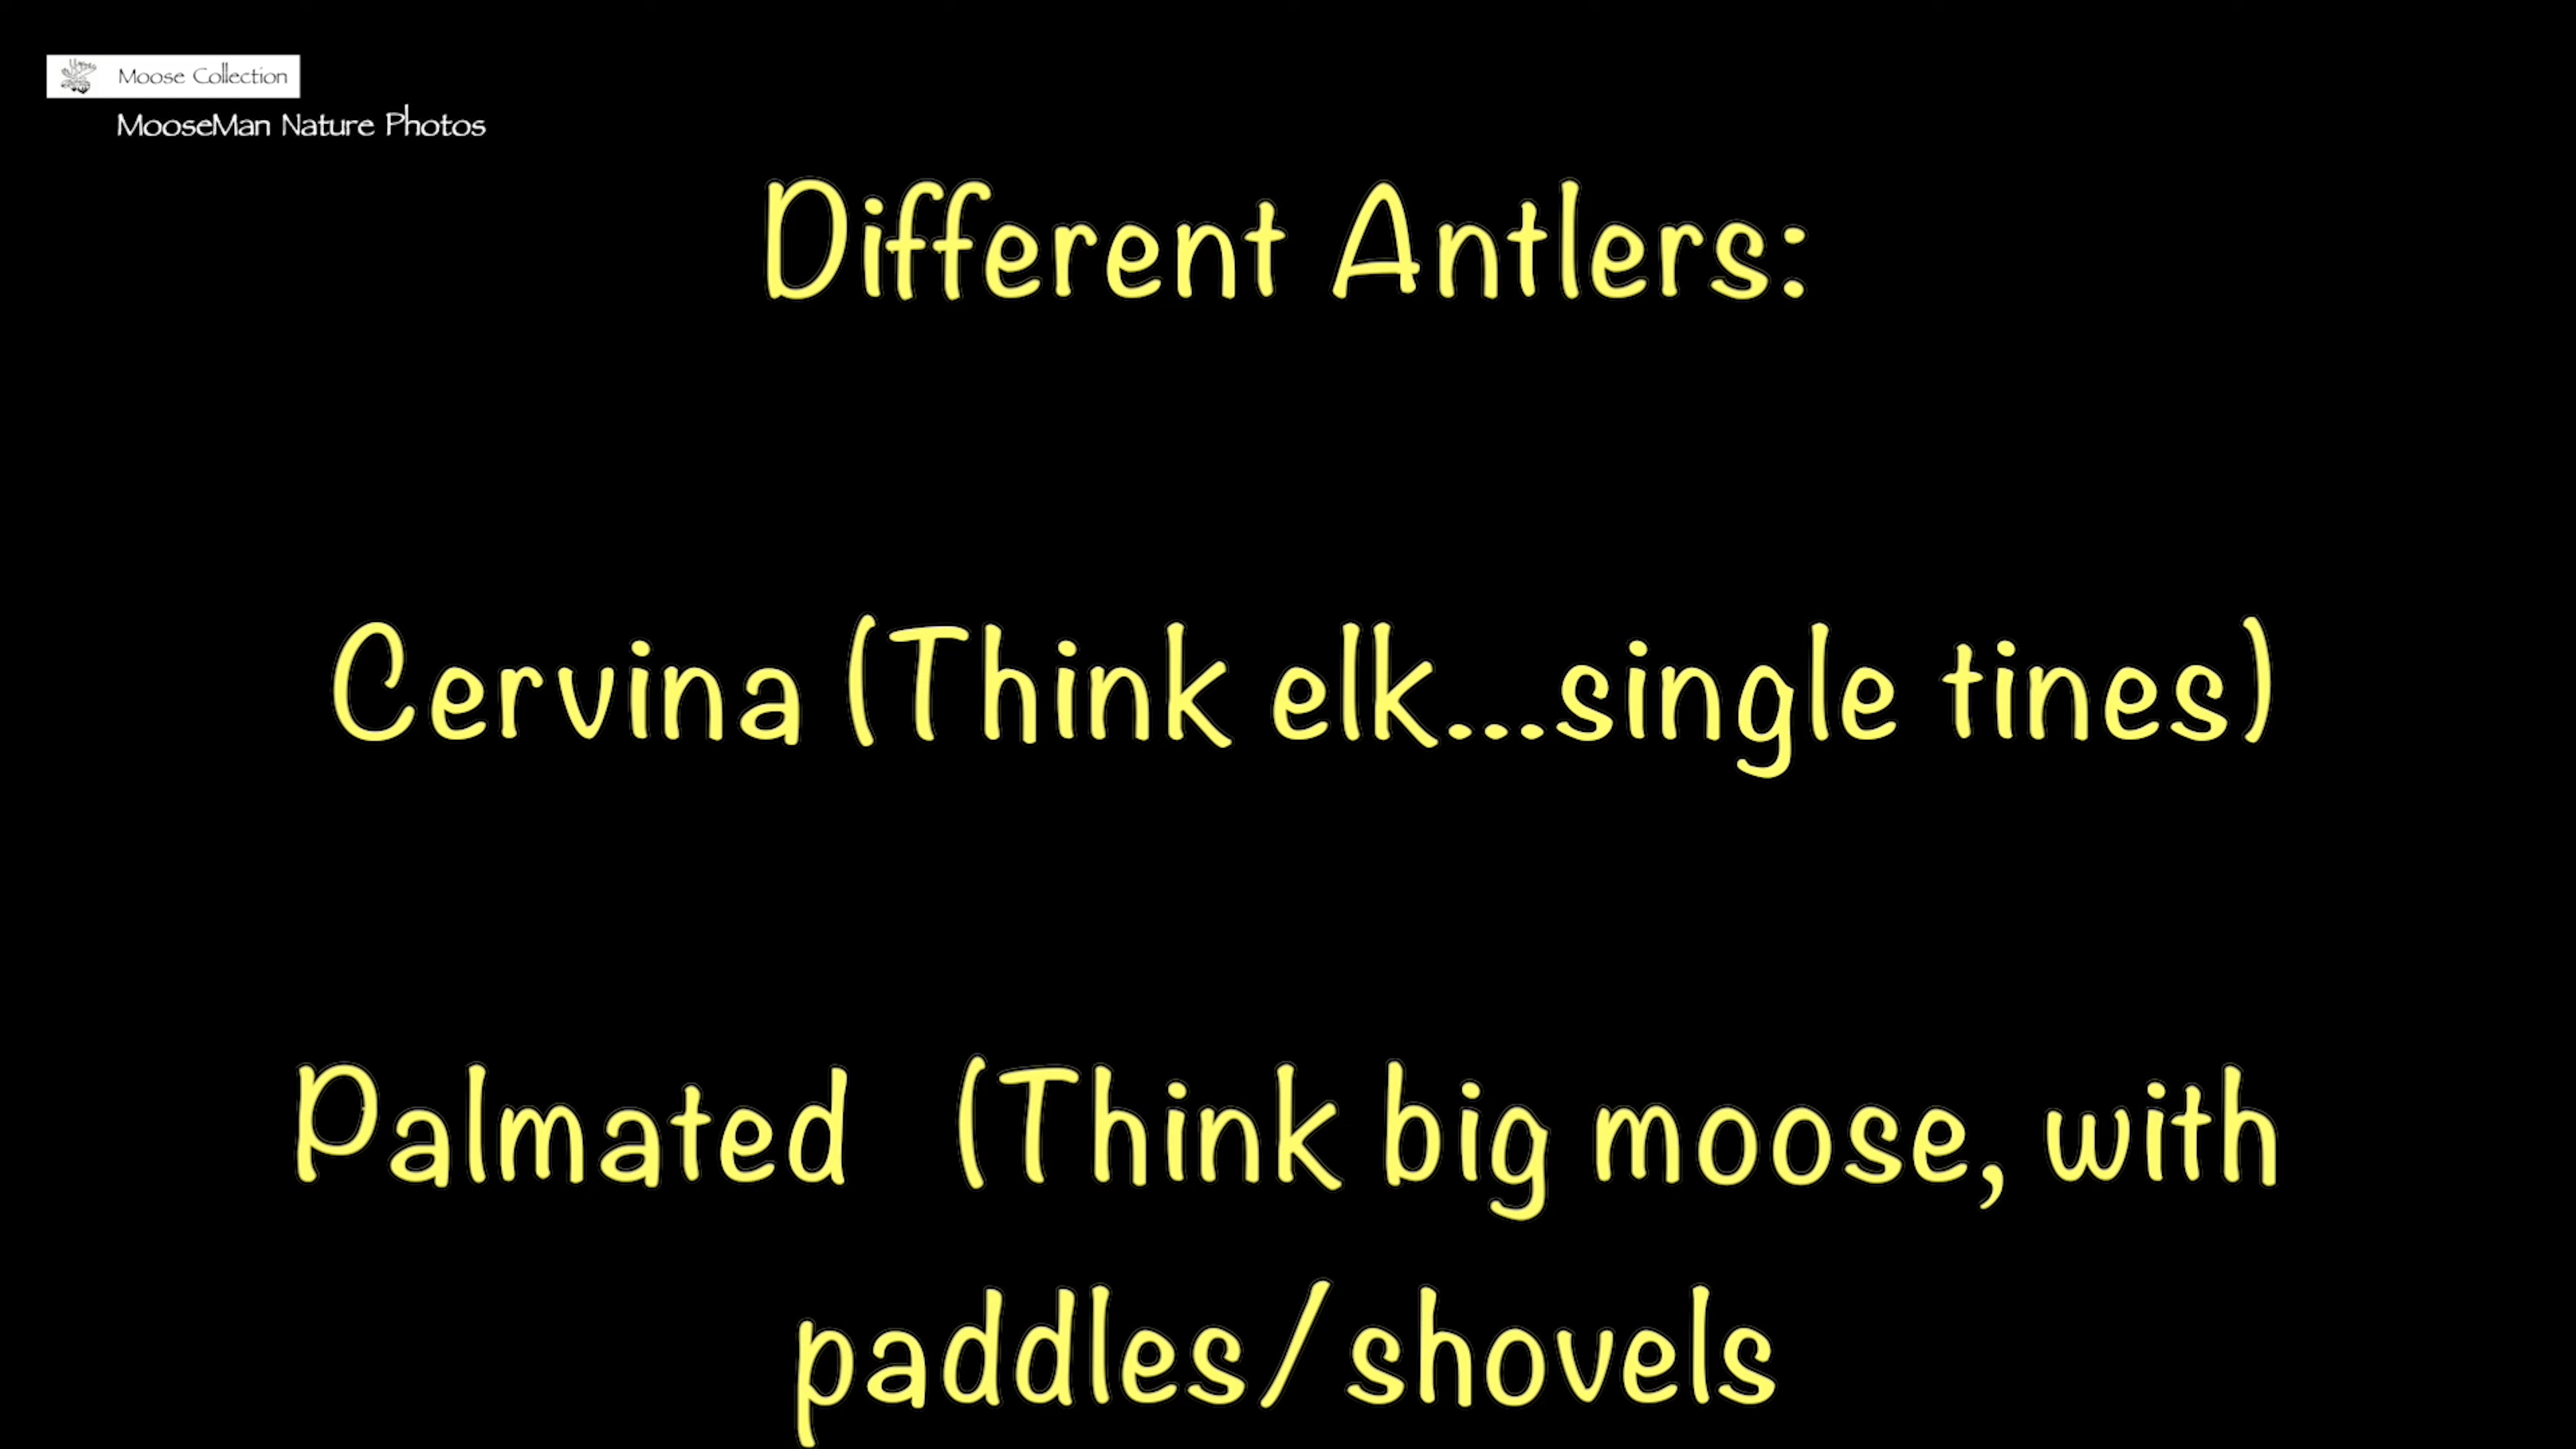 Moose Collection
MooseMan Nature Photos
Different Antlers:
Cervina (Think elk...single tines)
Palmated (Think big moose, with
paddles/shovels